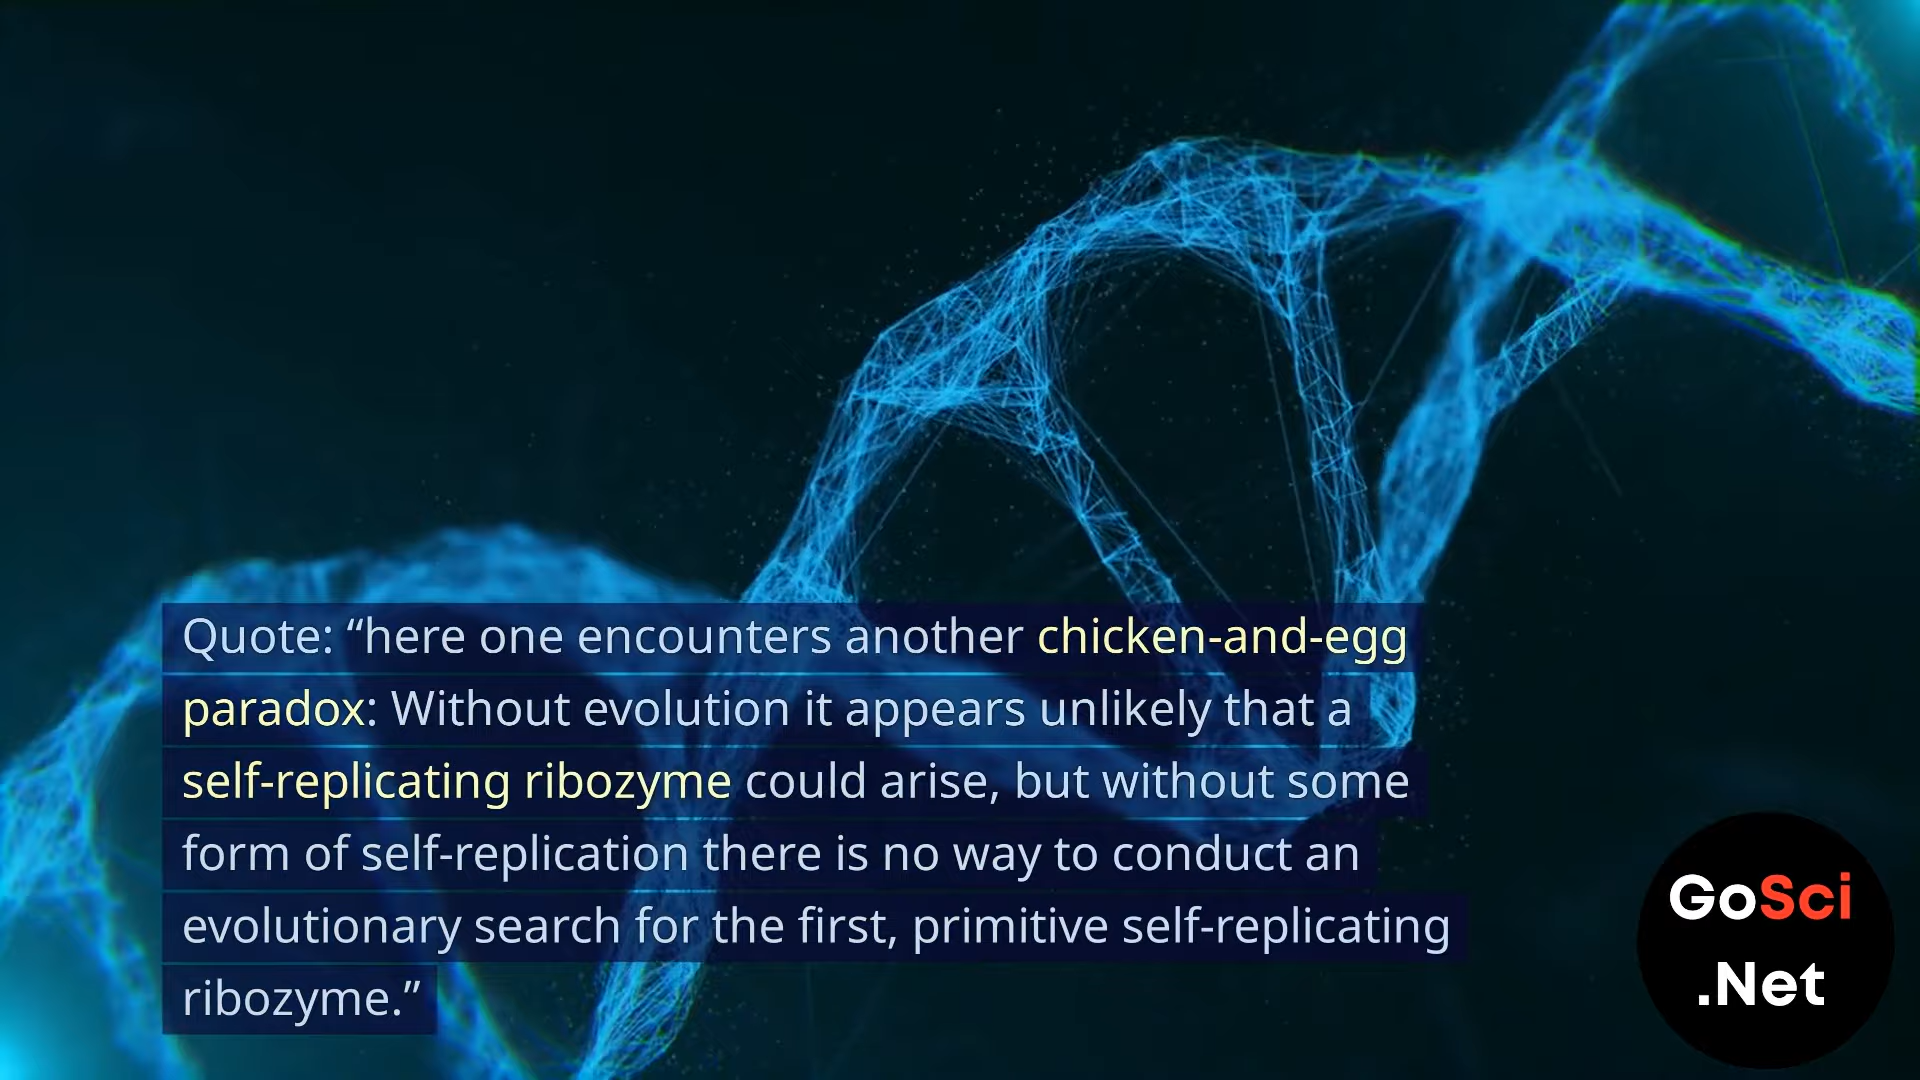 Quote: “here one encounters another chicken-and-egg
paradox: Without evolution it appears unlikely that a
self-replicating ribozyme could arise, but without some
form of self-replication there is no way to conduct an
evolutionary search for the first, primitive self-replicating
ribozyme.”
GoSci
.Net